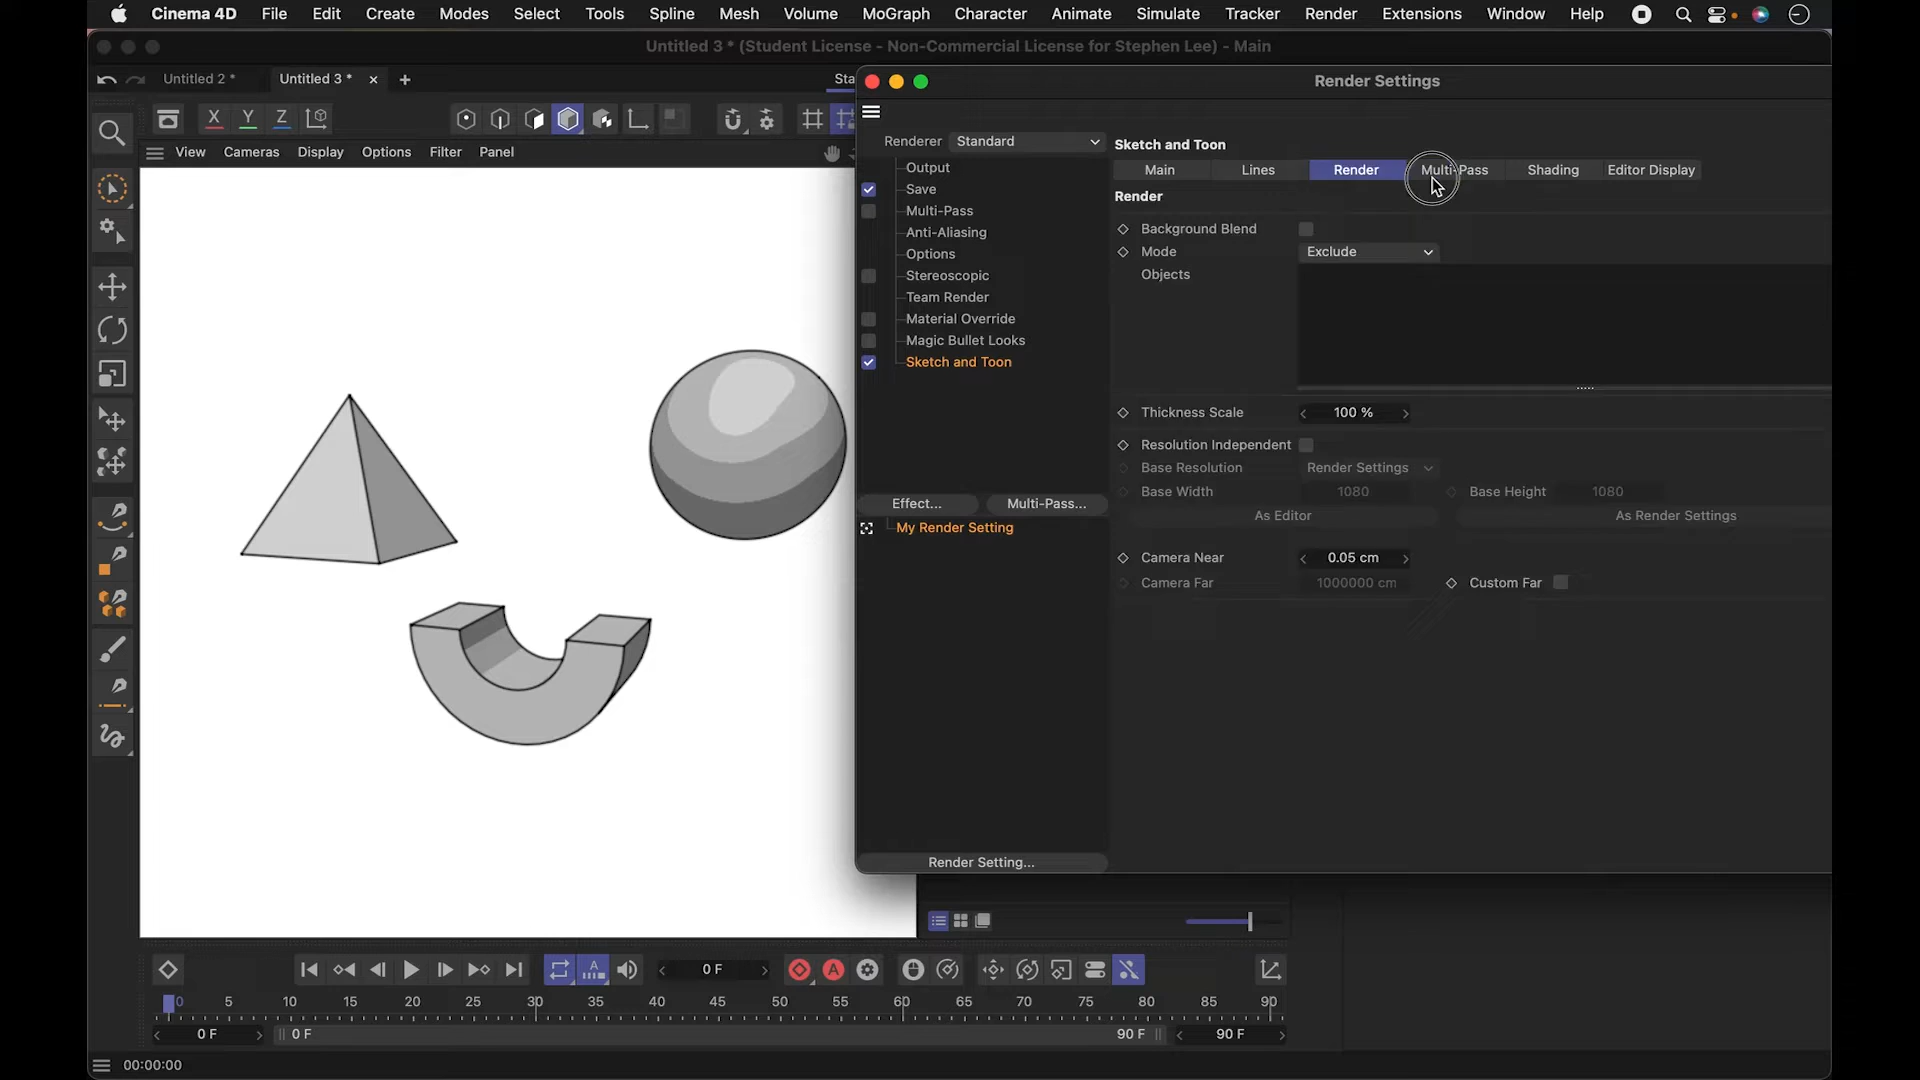 Cinema 4D File Edit Create Modes Select Tools Spline Mesh Volume MoGraph Character Animate Simulate Tracker Render Extensions Window Help
Untitled 3 * (Student License - Non-Commercial License for Stephen Lee) - Main
Untitled 2 * Untitled 3 * × + Sta
Render Settings
X Y Z
View Cameras Display Options Filter Panel
Renderer Standard
Output
Save
Multi-Pass
Anti-Aliasing
Options
Stereoscopic
Team Render
Material Override
Magic Bullet Looks
Sketch and Toon
Effect... Multi-Pass...
My Render Setting
Render Setting...
Sketch and Toon
Main Lines Render Multi-Pass Shading Editor Display
Render
Background Blend
Mode Exclude
Objects
Thickness Scale 100 %
Resolution Independent
Base Resolution Render Settings
Base Width 1080 Base Height 1080
As Editor As Render Settings
Camera Near 0.05 cm
Camera Far 1000000 cm Custom Far
A 0 F A
0 5 10 15 20 25 30 35 40 45 50 55 60 65 70 75 80 85 90
0 F 0 F 90 F 90 F
00:00:00